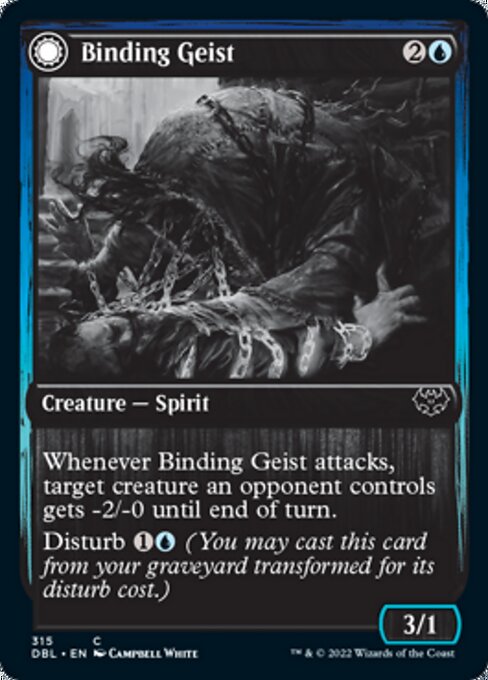 Binding Geist 2
Creature — Spirit
Whenever Binding Geist attacks,
target creature an opponent controls
gets -2/-0 until end of turn.
Disturb 1 (You may cast this card
from your graveyard transformed for its
disturb cost.)
3/1
315 C
DBL • EN CAMPBELL WHITE
™ & © 2022 Wizards of the Coast